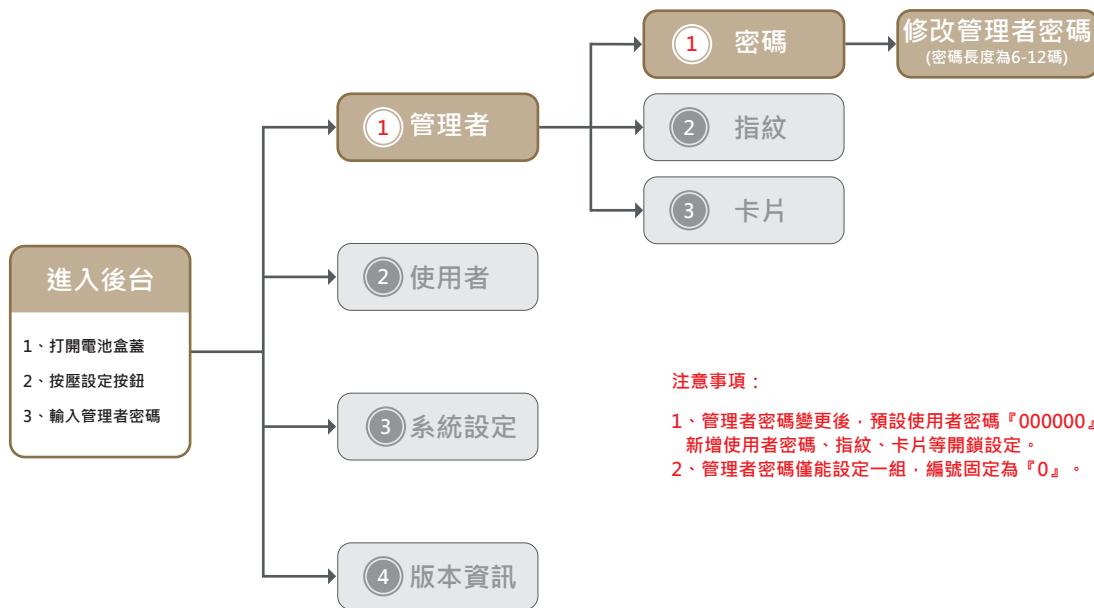 進入後台
1、打開電池盒蓋
2、按壓設定按鈕
3、輸入管理者密碼
1 管理者
2 使用者
3 系統設定
4 版本資訊
1 密碼
2 指紋
3 卡片
修改管理者密碼
(密碼長度為6-12碼)
注意事項：
1、管理者密碼變更後，預設使用者密碼『000000』
新增使用者密碼、指紋、卡片等開鎖設定。
2、管理者密碼僅能設定一組，編號固定為『0』。